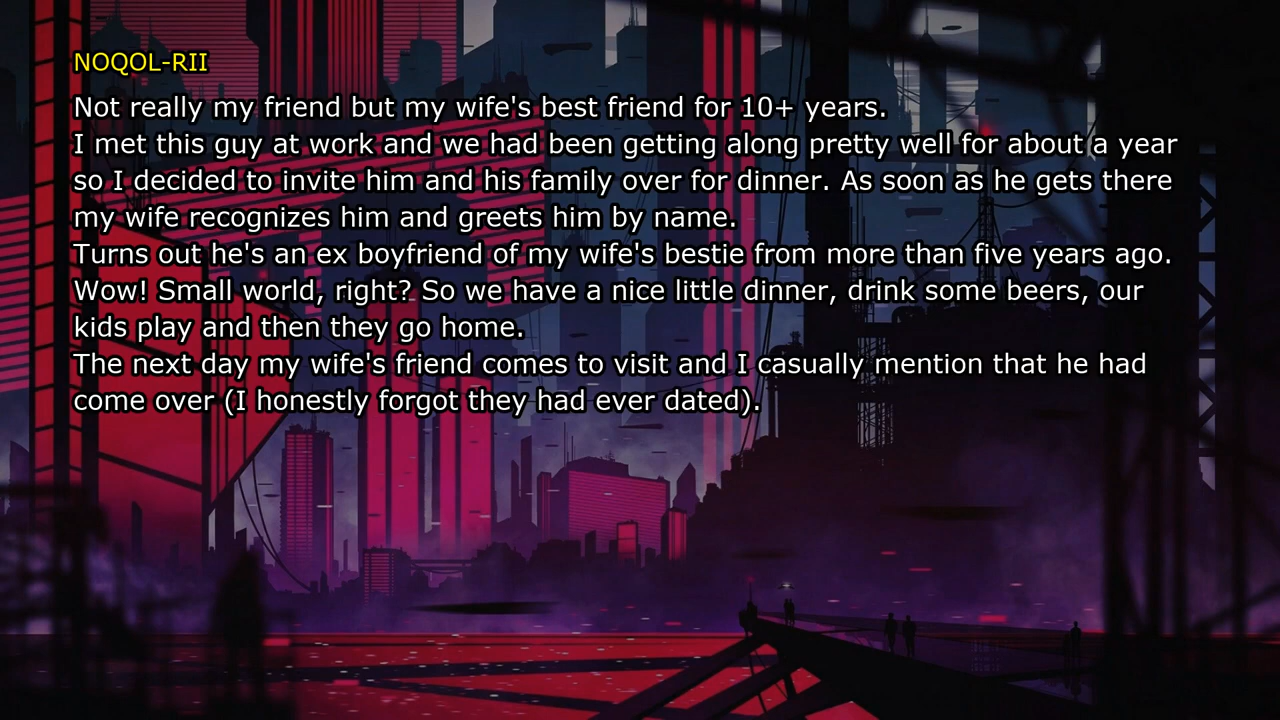 NOQOL-RII
Not really my friend but my wife's best friend for 10+ years.
I met this guy at work and we had been getting along pretty well for about a year
so I decided to invite him and his family over for dinner. As soon as he gets there
my wife recognizes him and greets him by name.
Turns out he's an ex boyfriend of my wife's bestie from more than five years ago.
Wow! Small world, right? So we have a nice little dinner, drink some beers, our
kids play and then they go home.
The next day my wife's friend comes to visit and I casually mention that he had
come over (I honestly forgot they had ever dated).